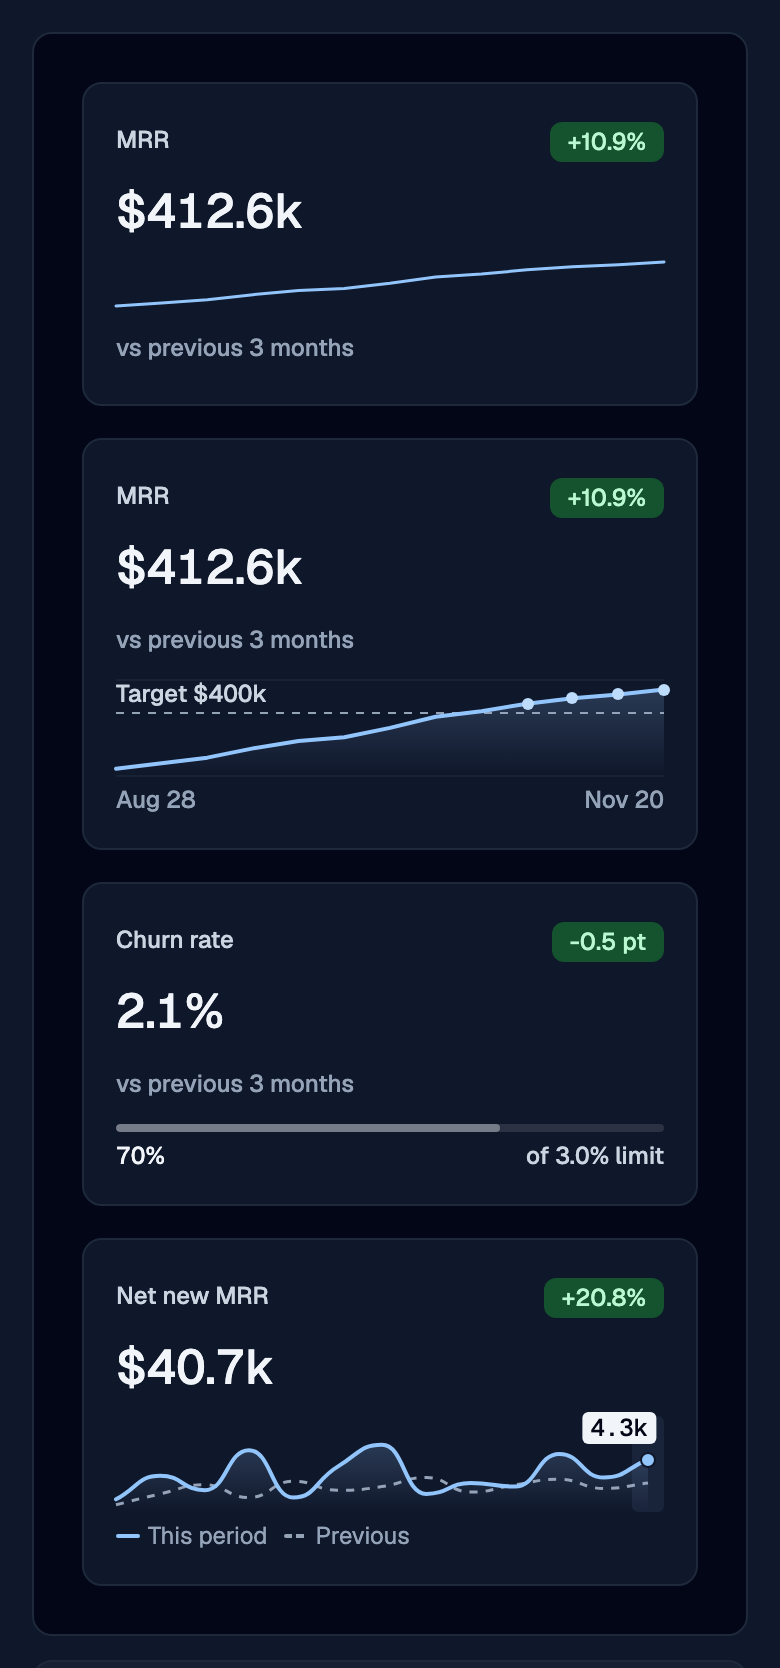 MRR
+10.9%
$412.6k
vs previous 3 months
MRR
+10.9%
$412.6k
vs previous 3 months
Target $400k
Aug 28
Nov 20
Churn rate
-0.5 pt
2.1%
vs previous 3 months
70%
of 3.0% limit
Net new MRR
+20.8%
$40.7k
4.3k
This period
Previous